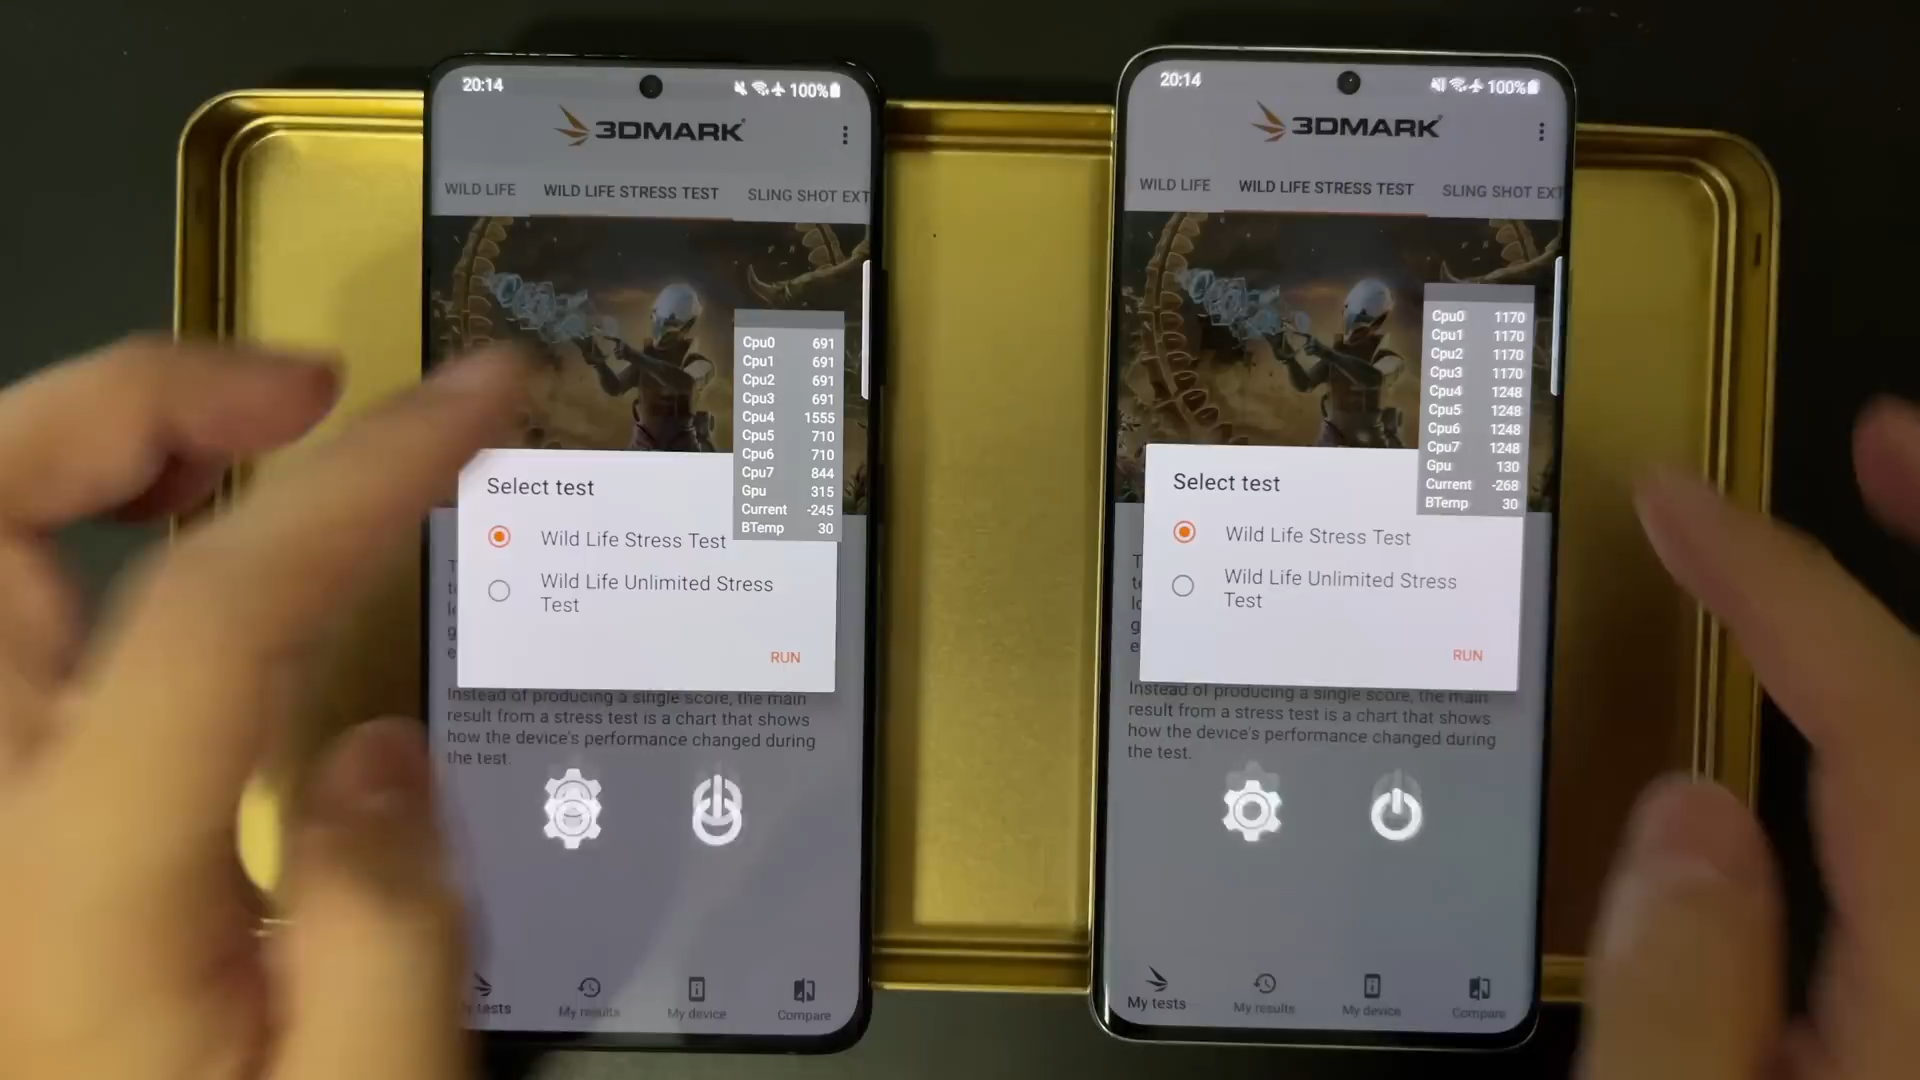 20:14
100%
3DMARK
WILD LIFE
WILD LIFE STRESS TEST
SLING SHOT EXT
Cpu0 691
Cpu1 691
Cpu2 691
Cpu3 691
Cpu4 1555
Cpu5 710
Cpu6 710
Cpu7 844
Gpu 315
Current -245
BTemp 30
Select test
Wild Life Stress Test
Wild Life Unlimited Stress
Test
RUN
Instead of producing a single score, the main
result from a stress test is a chart that shows
how the device's performance changed during
the test.
tests
My results
My device
Compare
20:14
100%
3DMARK
WILD LIFE
WILD LIFE STRESS TEST
SLING SHOT EXT
Cpu0 1170
Cpu1 1170
Cpu2 1170
Cpu3 1170
Cpu4 1248
Cpu5 1248
Cpu6 1248
Cpu7 1248
Gpu 130
Current -268
BTemp 30
Select test
Wild Life Stress Test
Wild Life Unlimited Stress
Test
RUN
Instead of producing a single score, the main
result from a stress test is a chart that shows
how the device's performance changed during
the test.
My tests
My results
My device
Compare